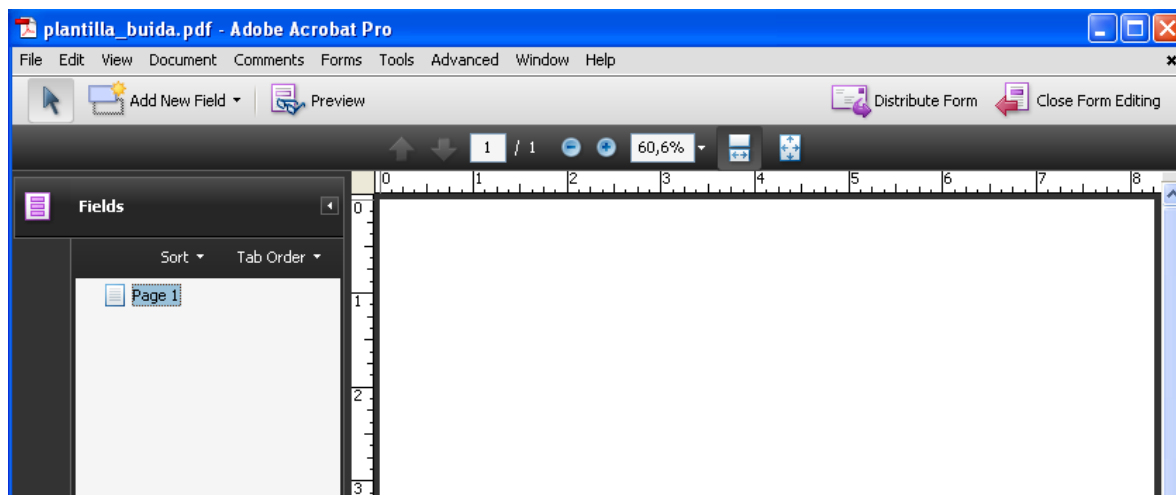 plantilla_buida.pdf - Adobe Acrobat Pro
File Edit View Document Comments Forms Tools Advanced Window Help
Add New Field Preview Distribute Form Close Form Editing
1 / 1 60,6%
0 1 2 3 4 5 6 7 8
Fields
0
Sort Tab Order
Page 1
1
2
3